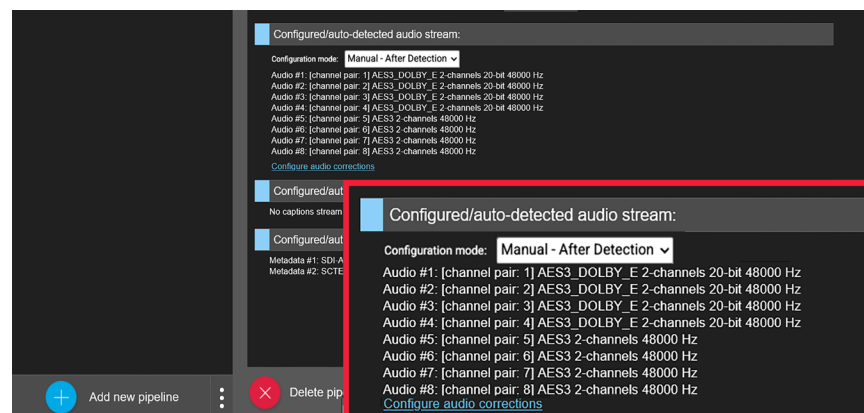 Configured/auto-detected audio stream:
Configuration mode: Manual - After Detection
Audio #1: [channel pair: 1] AES3_DOLBY_E 2-channels 20-bit 48000 Hz
Audio #2: [channel pair: 2] AES3_DOLBY_E 2-channels 20-bit 48000 Hz
Audio #3: [channel pair: 3] AES3_DOLBY_E 2-channels 20-bit 48000 Hz
Audio #4: [channel pair: 4] AES3_DOLBY_E 2-channels 20-bit 48000 Hz
Audio #5: [channel pair: 5] AES3 2-channels 48000 Hz
Audio #6: [channel pair: 6] AES3 2-channels 48000 Hz
Audio #7: [channel pair: 7] AES3 2-channels 48000 Hz
Audio #8: [channel pair: 8] AES3 2-channels 48000 Hz
Configure audio corrections
Configured/aut
No captions stream
Configured/aut
Metadata #1: SDI-A
Metadata #2: SCTE
Add new pipeline
Delete pip
Configured/auto-detected audio stream:
Configuration mode: Manual - After Detection
Audio #1: [channel pair: 1] AES3_DOLBY_E 2-channels 20-bit 48000 Hz
Audio #2: [channel pair: 2] AES3_DOLBY_E 2-channels 20-bit 48000 Hz
Audio #3: [channel pair: 3] AES3_DOLBY_E 2-channels 20-bit 48000 Hz
Audio #4: [channel pair: 4] AES3_DOLBY_E 2-channels 20-bit 48000 Hz
Audio #5: [channel pair: 5] AES3 2-channels 48000 Hz
Audio #6: [channel pair: 6] AES3 2-channels 48000 Hz
Audio #7: [channel pair: 7] AES3 2-channels 48000 Hz
Audio #8: [channel pair: 8] AES3 2-channels 48000 Hz
Configure audio corrections